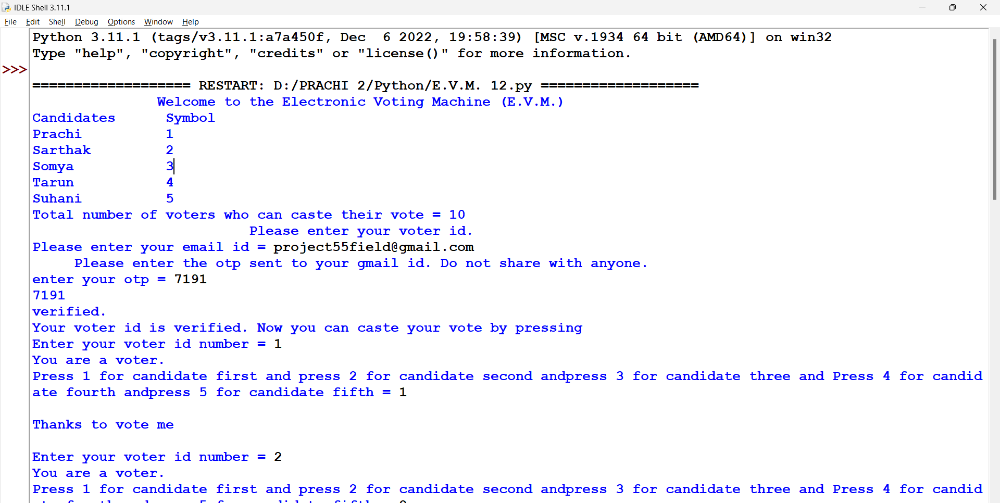 IDLE Shell 3.11.1
File Edit Shell Debug Options Window Help
Python 3.11.1 (tags/v3.11.1:a7a450f, Dec  6 2022, 19:58:39) [MSC v.1934 64 bit (AMD64)] on win32
Type "help", "copyright", "credits" or "license()" for more information.
>>>
=================== RESTART: D:/PRACHI 2/Python/E.V.M. 12.py ===================
Welcome to the Electronic Voting Machine (E.V.M.)
Candidates      Symbol
Prachi          1
Sarthak         2
Somya           3
Tarun           4
Suhani          5
Total number of voters who can caste their vote = 10
Please enter your voter id.
Please enter your email id = project55field@gmail.com
Please enter the otp sent to your gmail id. Do not share with anyone.
enter your otp = 7191
7191
verified.
Your voter id is verified. Now you can caste your vote by pressing
Enter your voter id number = 1
You are a voter.
Press 1 for candidate first and press 2 for candidate second andpress 3 for candidate three and Press 4 for candid
ate fourth andpress 5 for candidate fifth = 1
Thanks to vote me
Enter your voter id number = 2
You are a voter.
Press 1 for candidate first and press 2 for candidate second andpress 3 for candidate three and Press 4 for candid